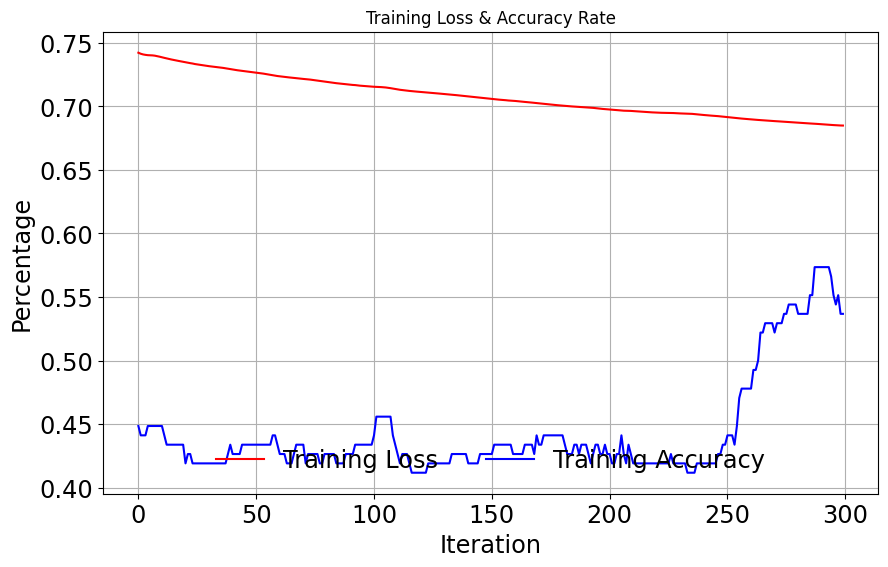 Training Loss & Accuracy Rate
0.75
0.70
0.65
0.60
0.55
0.50
0.45
0.40
Percentage
Training Loss Training Accuracy
0 50 100 150 200 250 300
Iteration